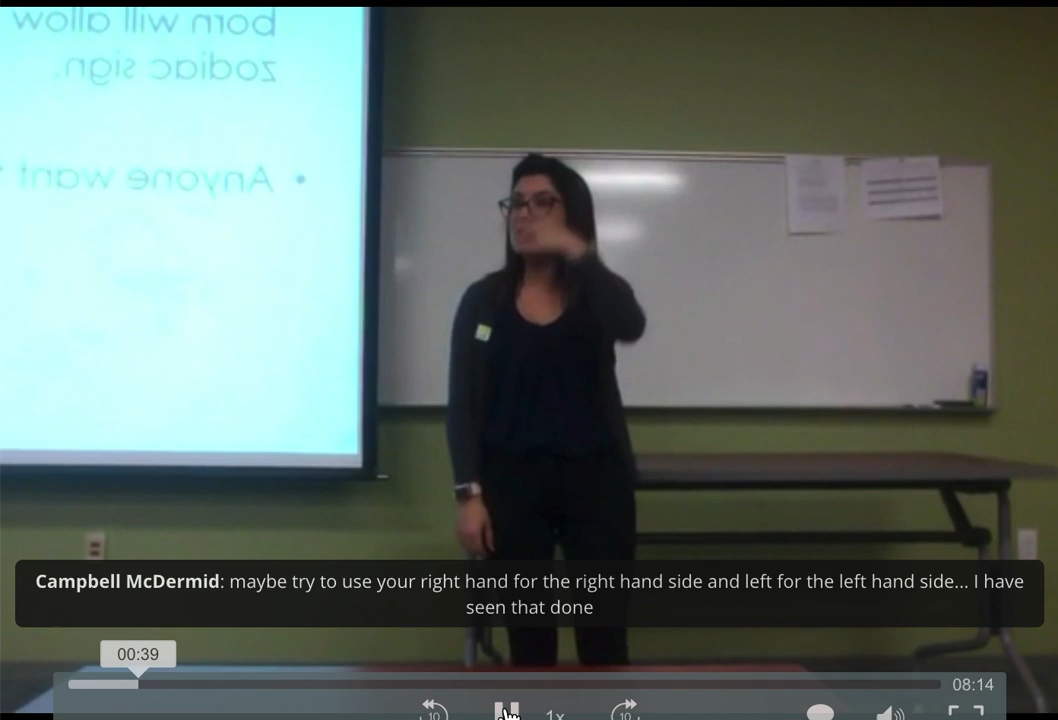 born will allow
zodiac sign.
• Anyone want
Campbell McDermid: maybe try to use your right hand for the right hand side and left for the left hand side... I have
seen that done
00:39
08:14
10
1x
10